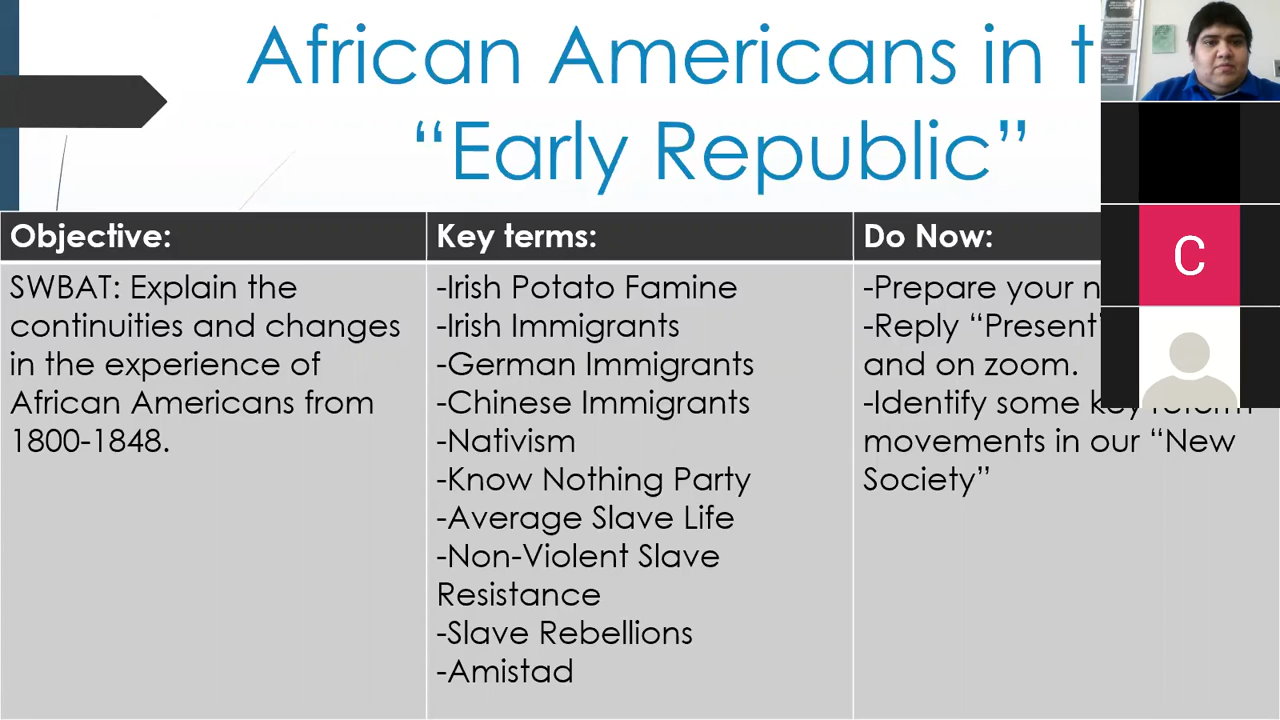 African Americans in t
“Early Republic”
Objective:
Key terms:
Do Now:
SWBAT: Explain the
continuities and changes
in the experience of
African Americans from
1800-1848.
-Irish Potato Famine
-Irish Immigrants
-German Immigrants
-Chinese Immigrants
-Nativism
-Know Nothing Party
-Average Slave Life
-Non-Violent Slave
Resistance
-Slave Rebellions
-Amistad
-Prepare your n
-Reply “Present”
and on zoom.
-Identify some key reform
movements in our “New
Society”
C